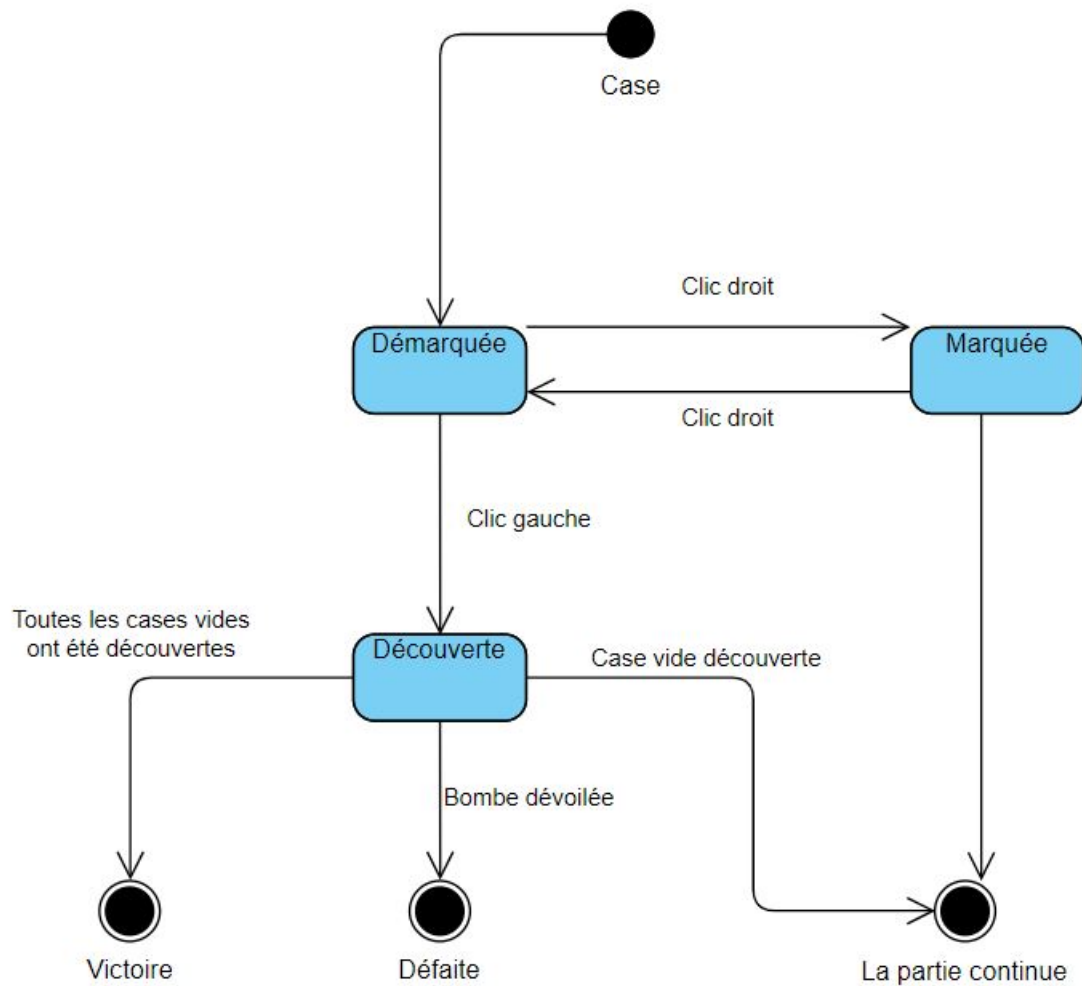 Case
Clic droit
Démarquée
Marquée
Clic droit
Clic gauche
Toutes les cases vides
ont été découvertes
Découverte
Case vide découverte
Bombe dévoilée
Victoire
Défaite
La partie continue